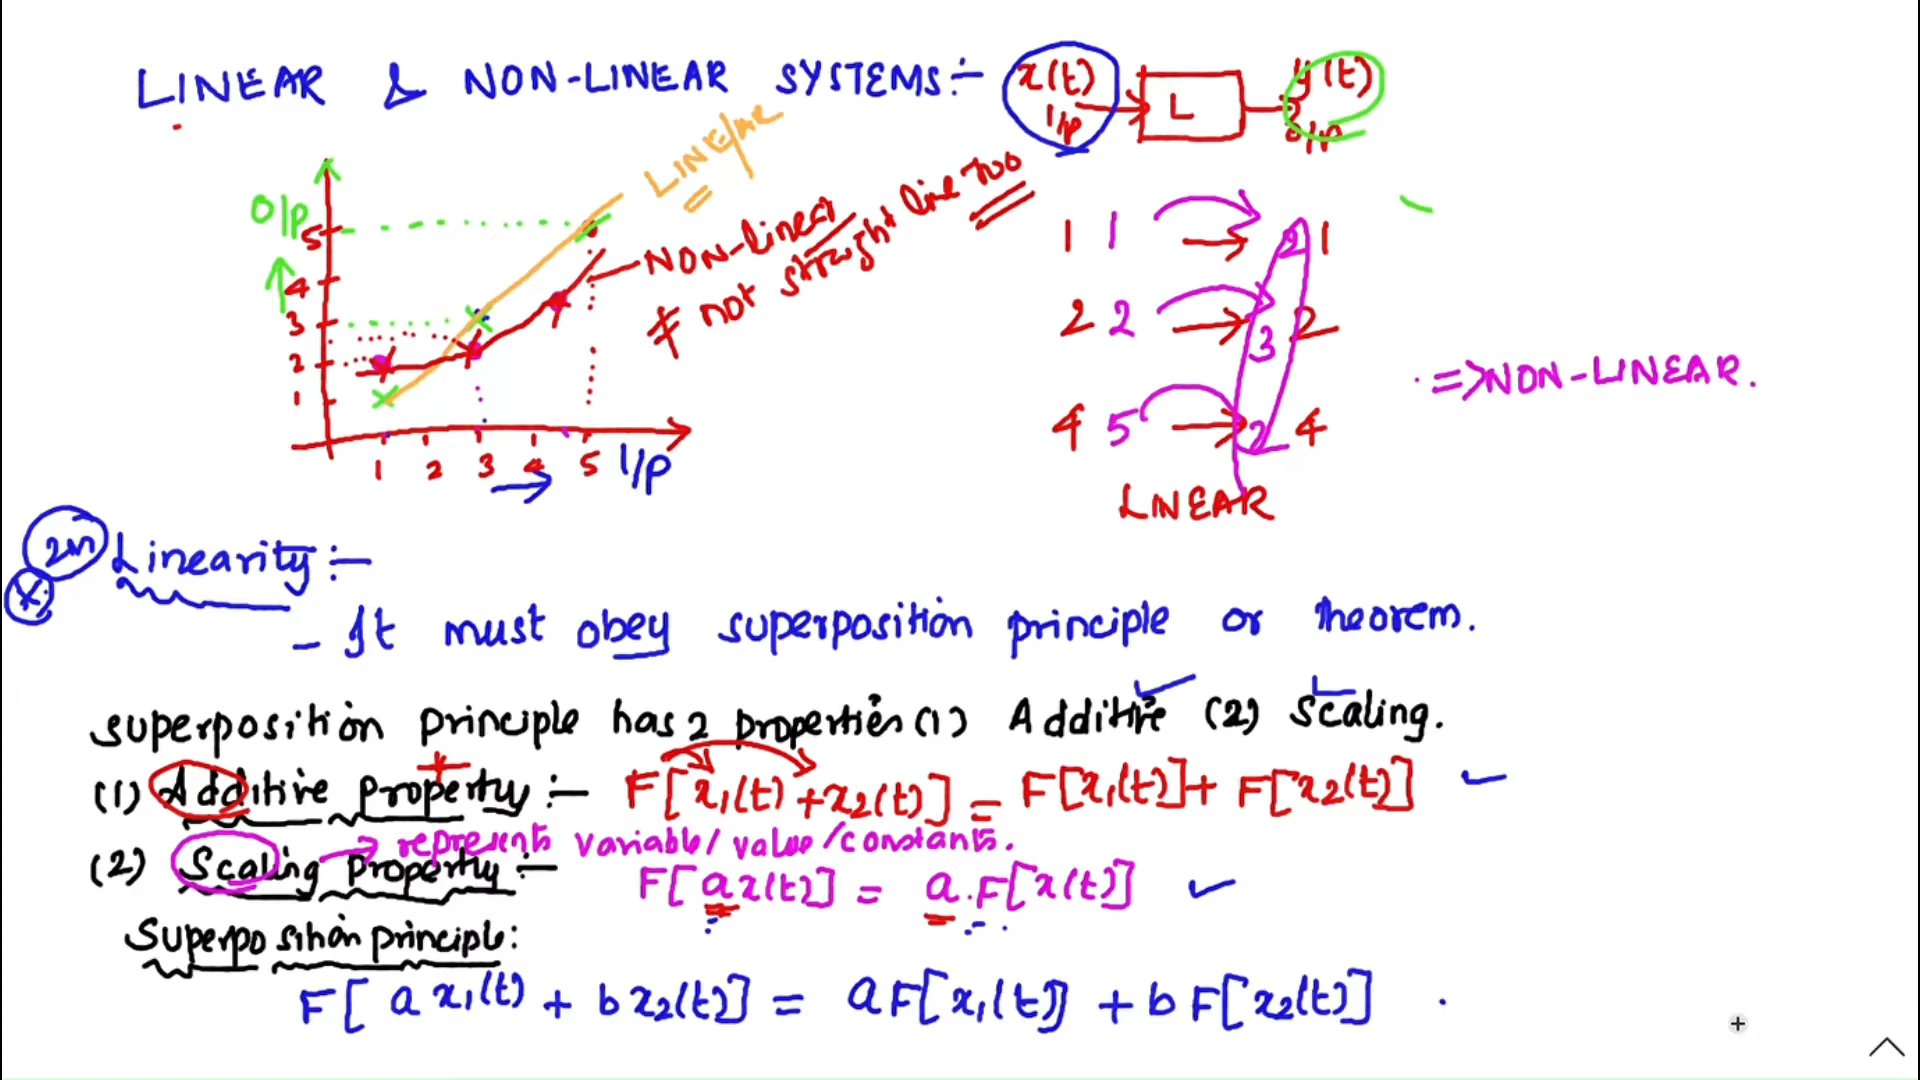 LINEAR & NON-LINEAR SYSTEMS:-
x(t) I/p L y(t) O/p
LINEAR
NON-linear
≠ not straight line too
O/p
5
4
3
2
1
1 2 3 4 5 I/p
1 1 → 2 1
2 2 → 3 2
4 5 → 2 4
LINEAR
=> NON-LINEAR.
2m Linearity:-
- It must obey superposition principle or theorem.
superposition principle has 2 properties (1) Additive (2) Scaling.
(1) Additive property:- F[x1(t)+x2(t)] = F[x1(t)]+F[x2(t)]
→ represents variable/value/constants.
(2) Scaling property:- F[ax(t)] = a.F[x(t)]
Superposition principle:
F[a x1(t) + b x2(t)] = aF[x1(t)] + bF[x2(t)]